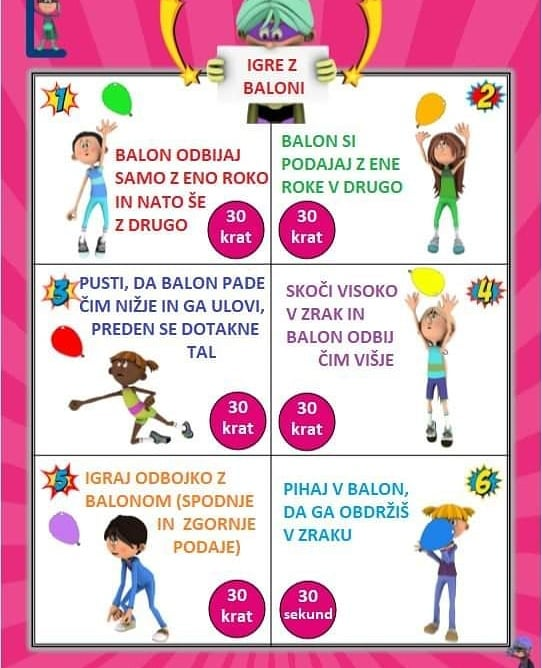 IGRE Z
BALONI
1
BALON ODBIJAJ
SAMO Z ENO ROKO
IN NATO ŠE
Z DRUGO
30
krat
2
BALON SI
PODAJAJ Z ENE
ROKE V DRUGO
30
krat
3
PUSTI, DA BALON PADE
ČIM NIŽJE IN GA ULOVI,
PREDEN SE DOTAKNE
TAL
30
krat
4
SKOČI VISOKO
V ZRAK IN
BALON ODBIJ
ČIM VIŠJE
30
krat
5
IGRAJ ODBOJKO Z
BALONOM (SPODNJE
IN ZGORNJE
PODAJE)
30
krat
6
PIHAJ V BALON,
DA GA OBDRŽIŠ
V ZRAKU
30
sekund